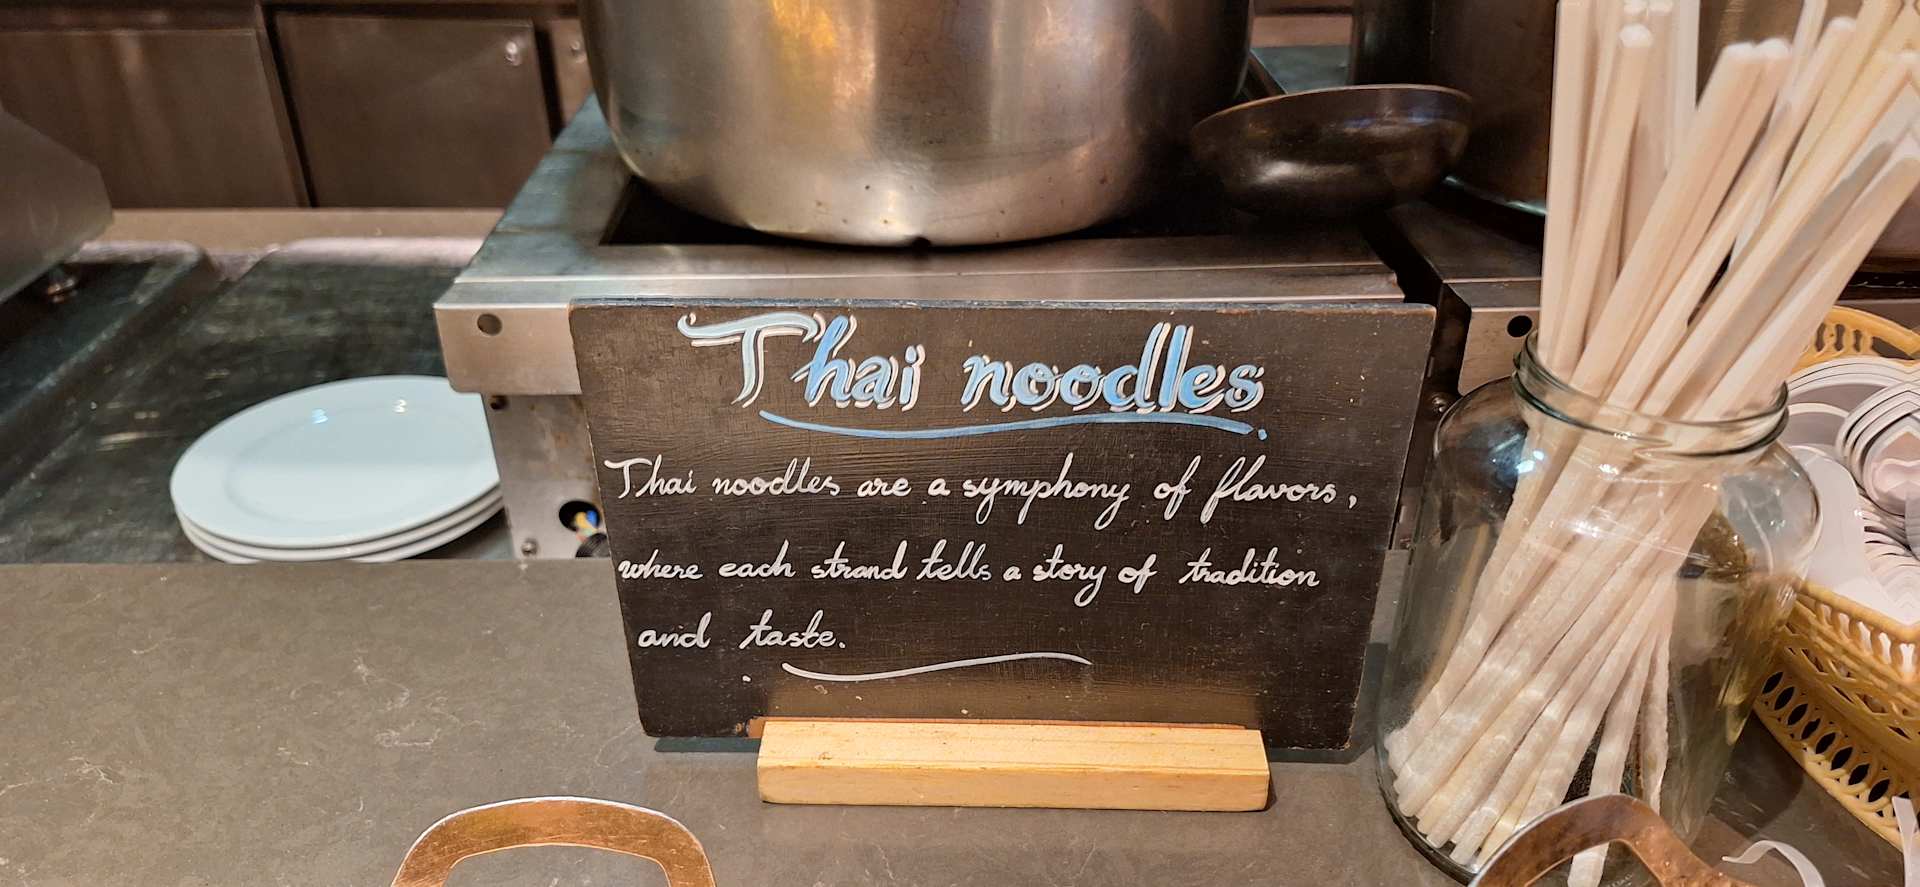 Thai noodles
Thai noodles are a symphony of flavors,
where each strand tells a story of tradition
and taste.